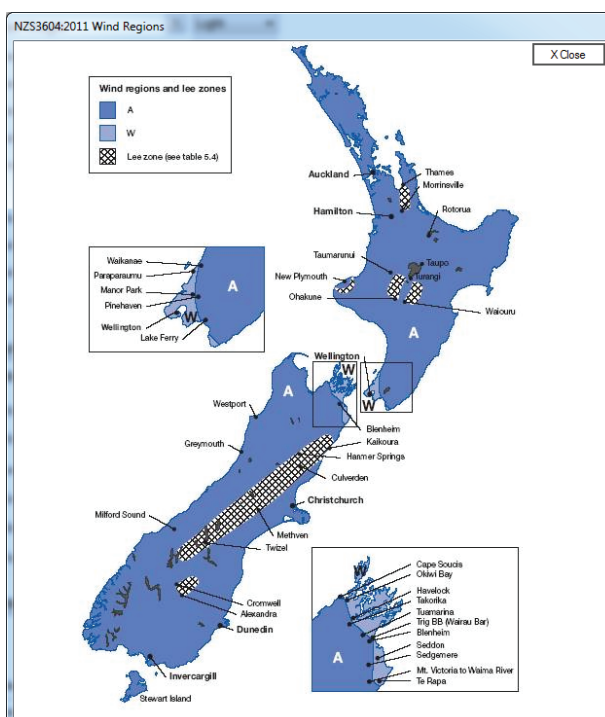 NZS3604:2011 Wind Regions
X Close
Wind regions and lee zones
A
W
Lee zone (see table 5.4)
Auckland
Thames
Morrinsville
Hamilton
Rotorua
Taumarunui
Taupo
Turangi
New Plymouth
Ohakune
Waiouru
A
Waikanae
Paraparaumu
Manor Park
Pinehaven
Wellington
Lake Ferry
A
W
Wellington
W
W
A
Westport
Blenheim
Greymouth
Kaikoura
Hanmer Springs
Culverden
Christchurch
Milford Sound
Methven
Twizel
Cromwell
Alexandra
Dunedin
Invercargill
Stewart Island
W
Cape Soucis
Okiwi Bay
Havelock
Takorika
Tuamarina
Trig BB (Wairau Bar)
Blenheim
Seddon
Sedgemere
Mt. Victoria to Waima River
Te Rapa
A